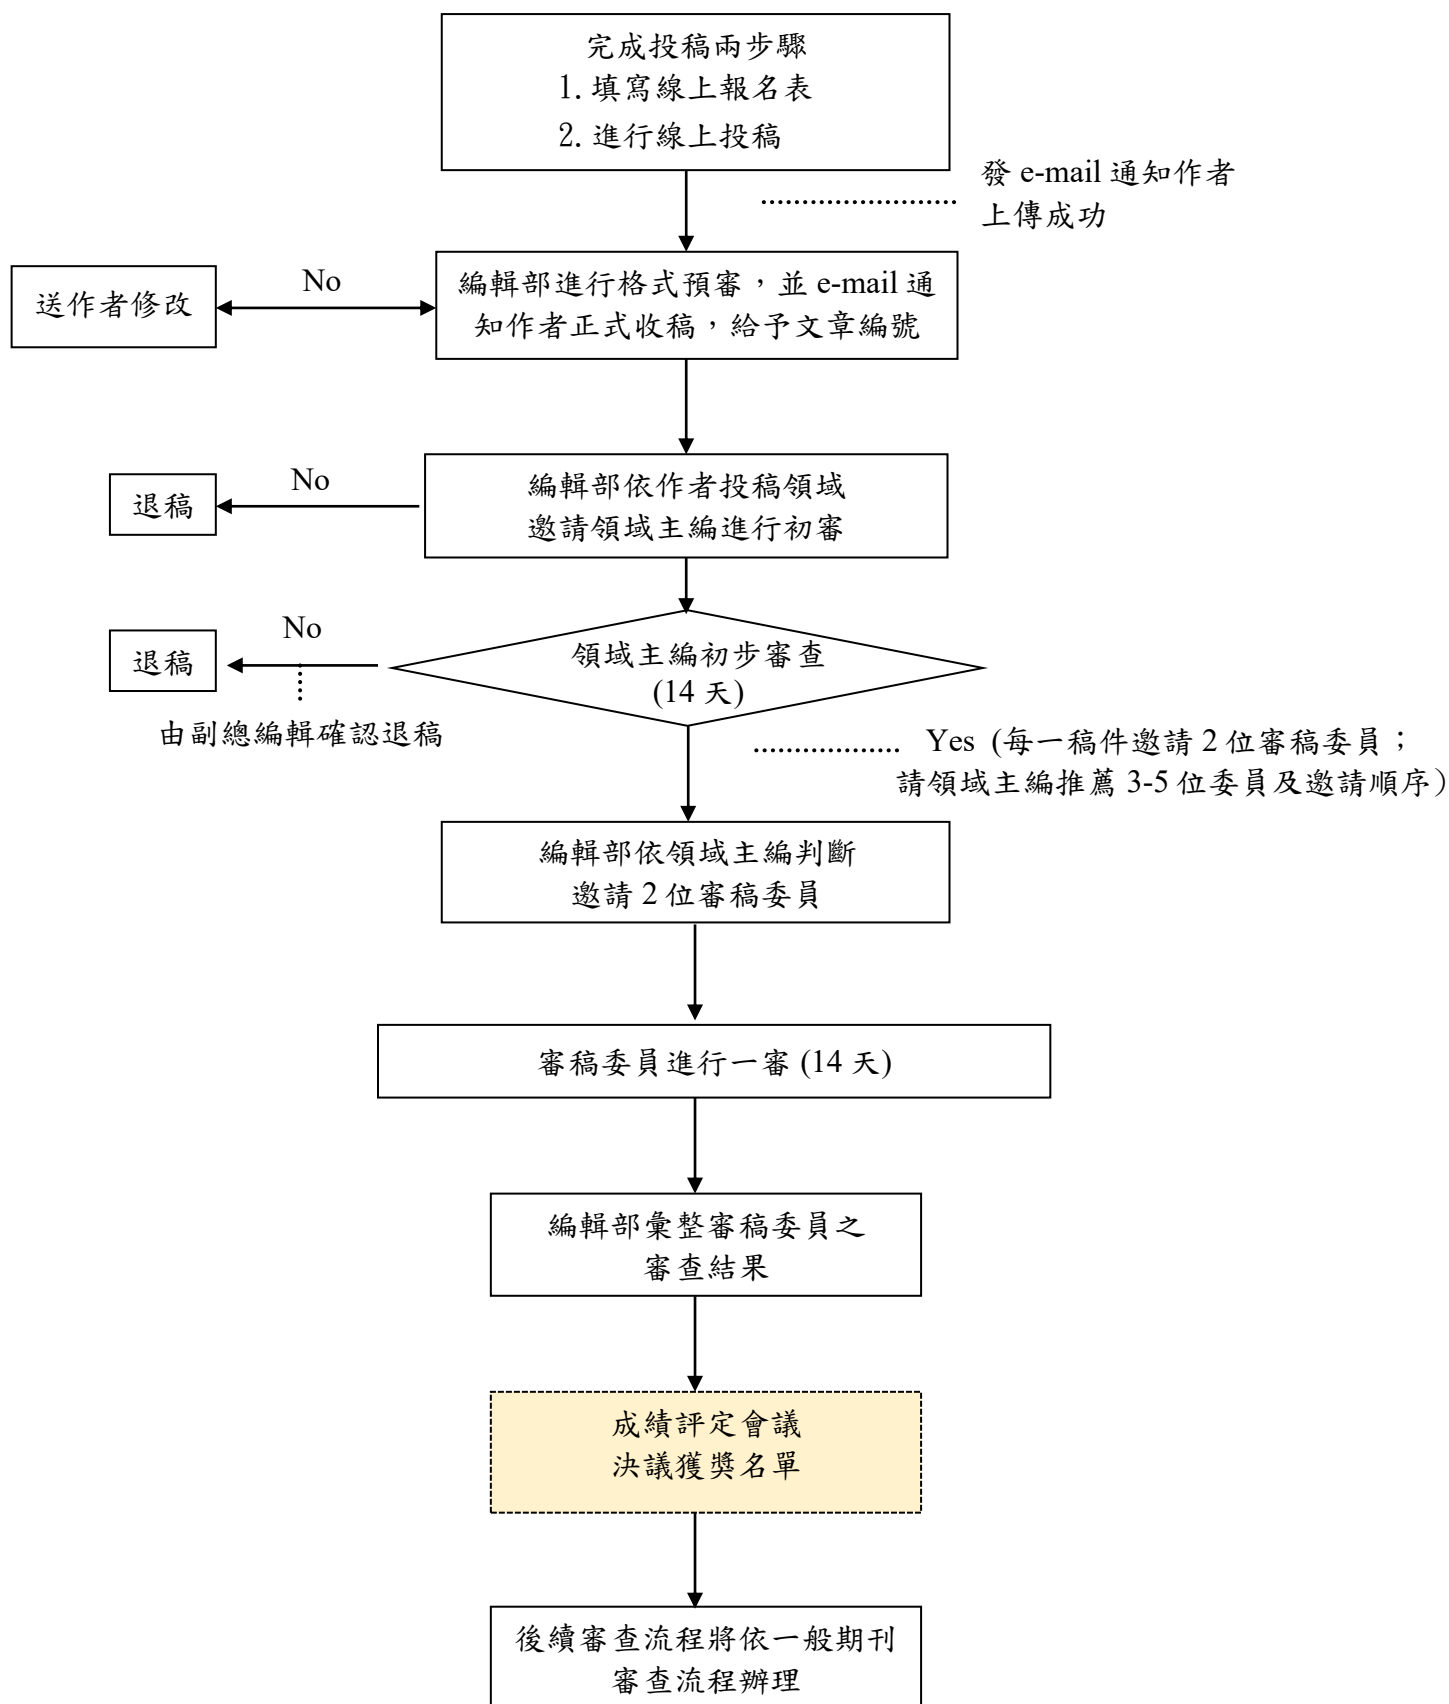 完成投稿兩步驟
1. 填寫線上報名表
2. 進行線上投稿
發 e-mail 通知作者
上傳成功
No
送作者修改
編輯部進行格式預審，並 e-mail 通
知作者正式收稿，給予文章編號
No
退稿
編輯部依作者投稿領域
邀請領域主編進行初審
No
退稿
領域主編初步審查
(14 天)
由副總編輯確認退稿
Yes (每一稿件邀請 2 位審稿委員；
請領域主編推薦 3-5 位委員及邀請順序）
編輯部依領域主編判斷
邀請 2 位審稿委員
審稿委員進行一審 (14 天)
編輯部彙整審稿委員之
審查結果
成績評定會議
決議獲獎名單
後續審查流程將依一般期刊
審查流程辦理